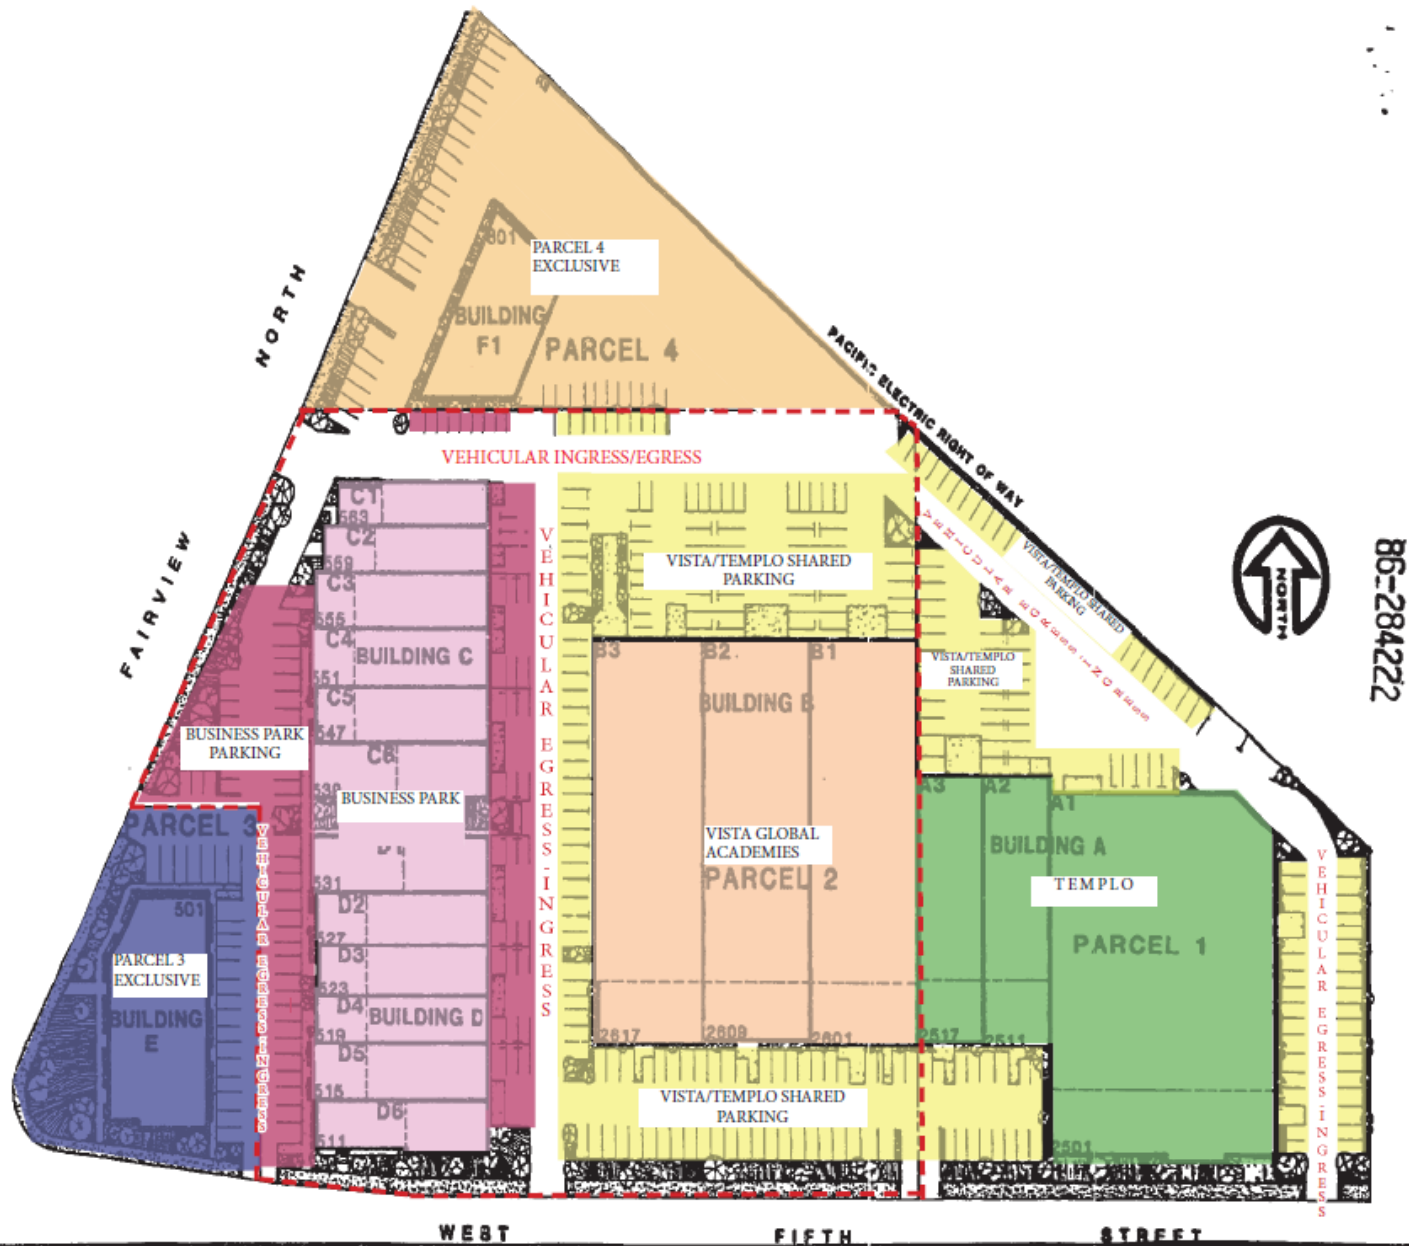 801
PARCEL 4
EXCLUSIVE
BUILDING
F1
PARCEL 4
NORTH
PACIFIC ELECTRIC RIGHT OF WAY
VEHICULAR INGRESS/EGRESS
FAIRVIEW
C1
563
C2
559
C3
555
C4
BUILDING C
551
C5
547
C6
539
BUSINESS PARK
PARKING
BUSINESS PARK
531
D2
527
D3
523
D4
BUILDING D
519
D5
515
D6
511
VEHICULAR EGRESS-INGRESS
VISTA/TEMPLO SHARED
PARKING
B3
B2
B1
BUILDING B
VISTA GLOBAL
ACADEMIES
PARCEL 2
2617
2609
2601
VISTA/TEMPLO SHARED
PARKING
VEHICULAR EGRESS-INGRESS
VISTA/TEMPLO SHARED
PARKING
VISTA/TEMPLO
SHARED
PARKING
A3
A2
A1
BUILDING A
TEMPLO
PARCEL 1
2517
2511
2501
VEHICULAR EGRESS-INGRESS
PARCEL 3
501
PARCEL 3
EXCLUSIVE
BUILDING
E
VEHICULAR EGRESS-INGRESS
NORTH
86-284222
WEST FIFTH STREET